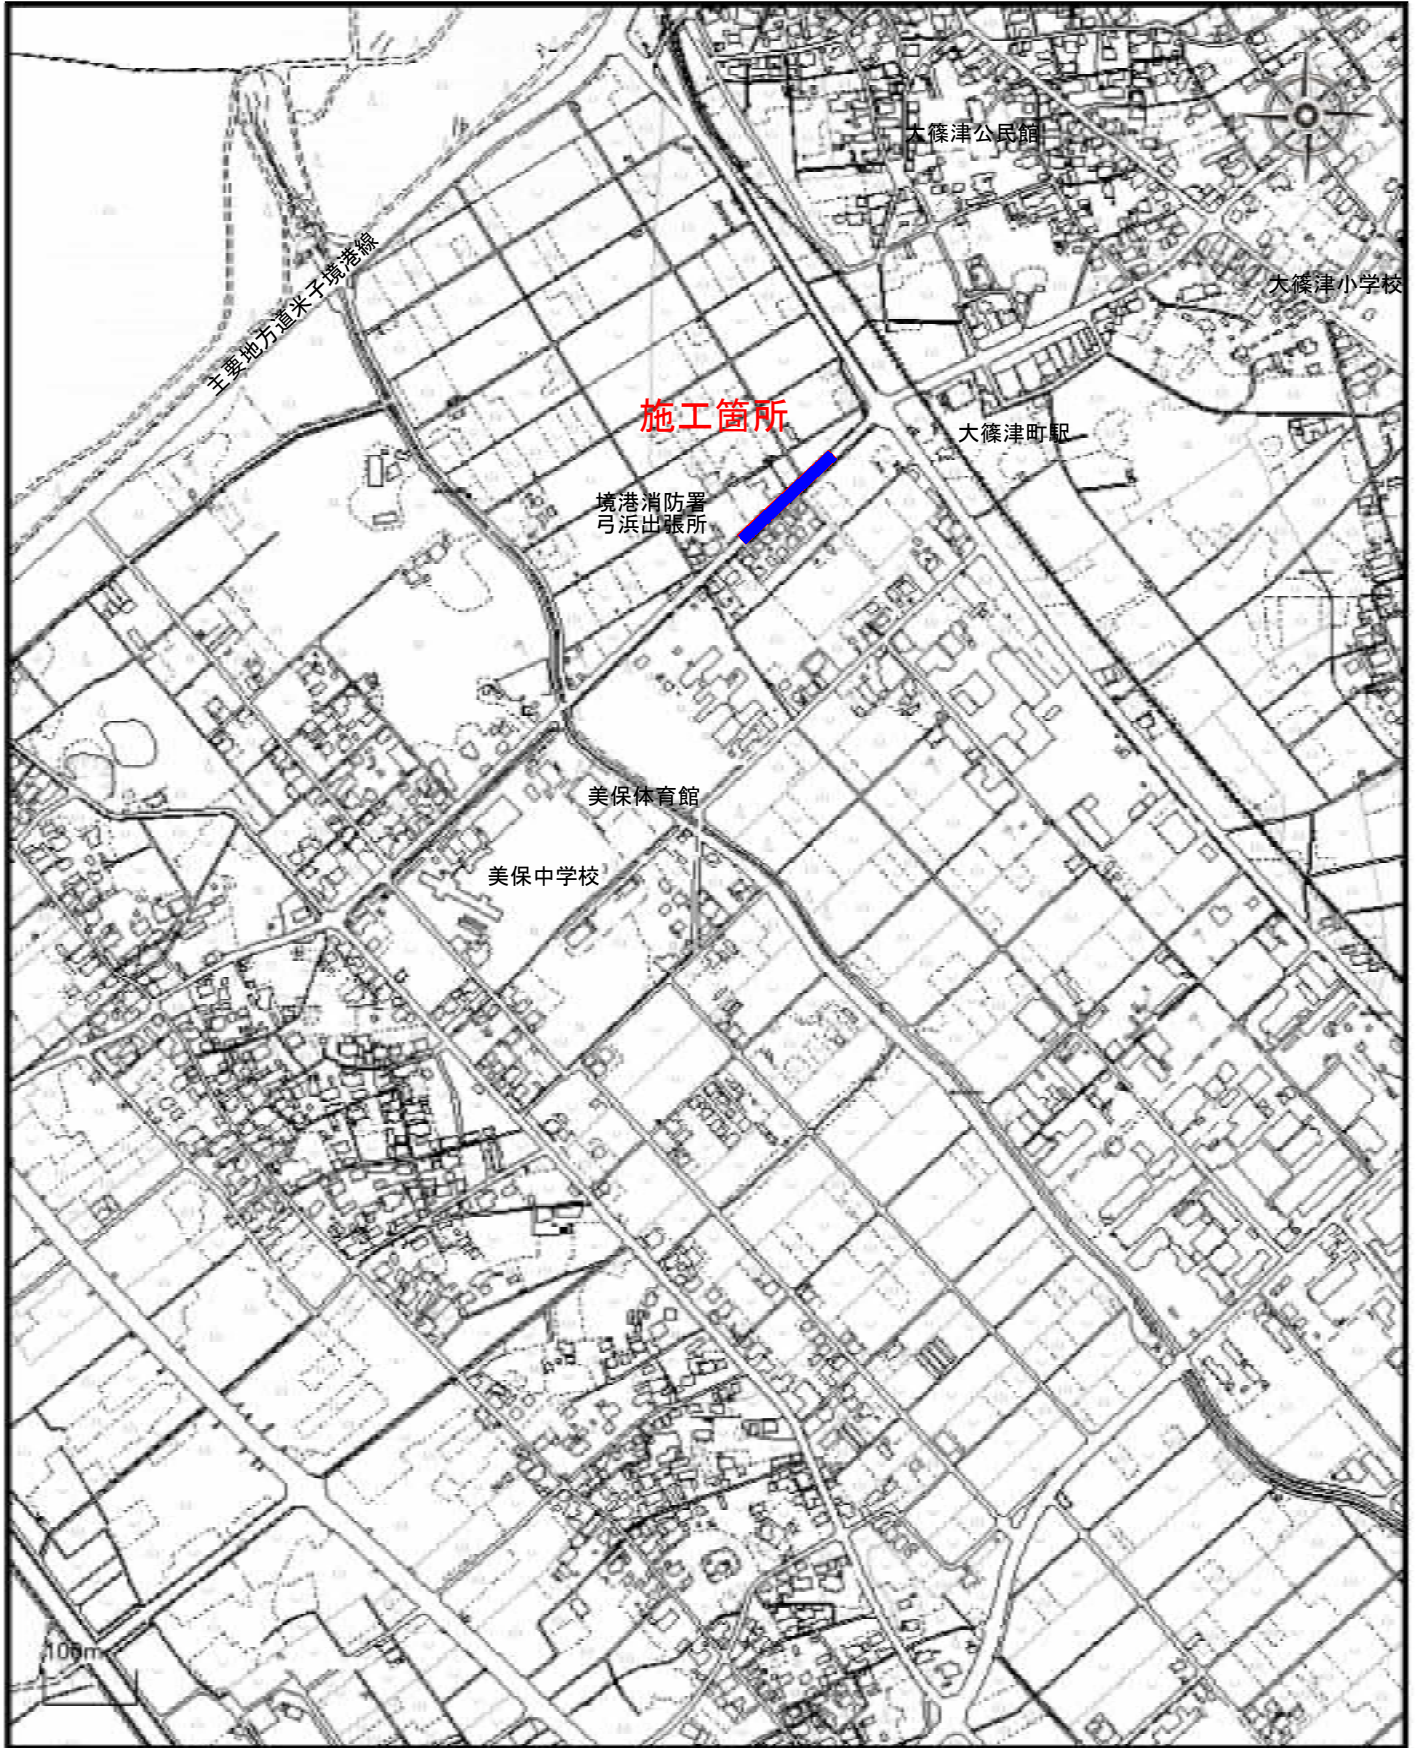 大篠津公民館
主要地方道米子境港線
大篠津小学校
施工箇所
大篠津町駅
境港消防署
弓浜出張所
美保体育館
美保中学校
100m